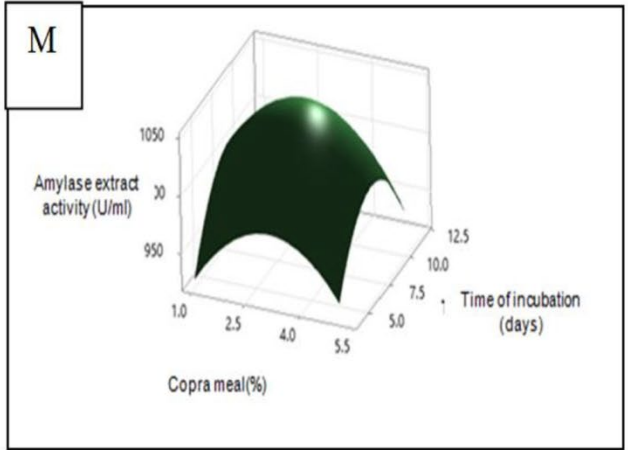 M
1050
Amylase extract
activity (U/ml)
00
950
1.0
2.5
4.0
5.5
12.5
10.0
7.5
5.0
Time of incubation
(days)
Copra meal(%)